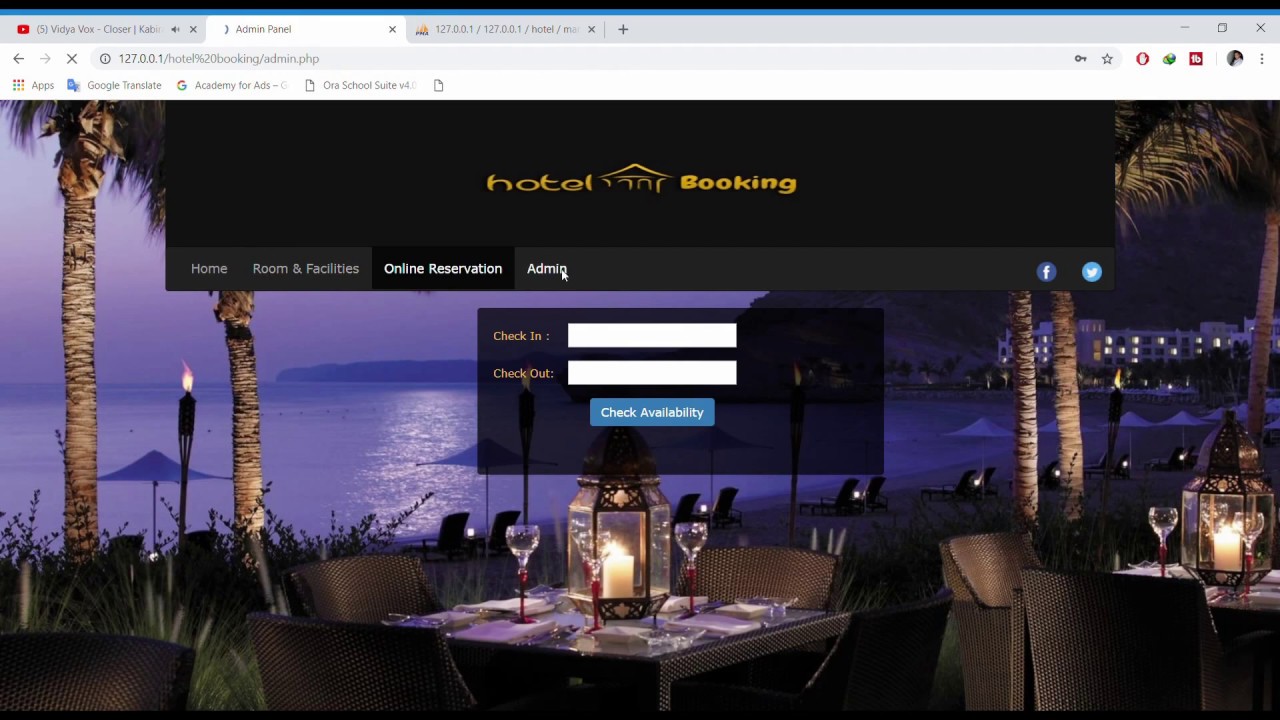 (5) Vidya Vox - Closer | Kabir
Admin Panel
127.0.0.1 / 127.0.0.1 / hotel / ma
127.0.0.1/hotel%20booking/admin.php
Apps
Google Translate
Academy for Ads – G
Ora School Suite v4.0
hotel Booking
Home
Room & Facilities
Online Reservation
Admin
Check In :
Check Out:
Check Availability